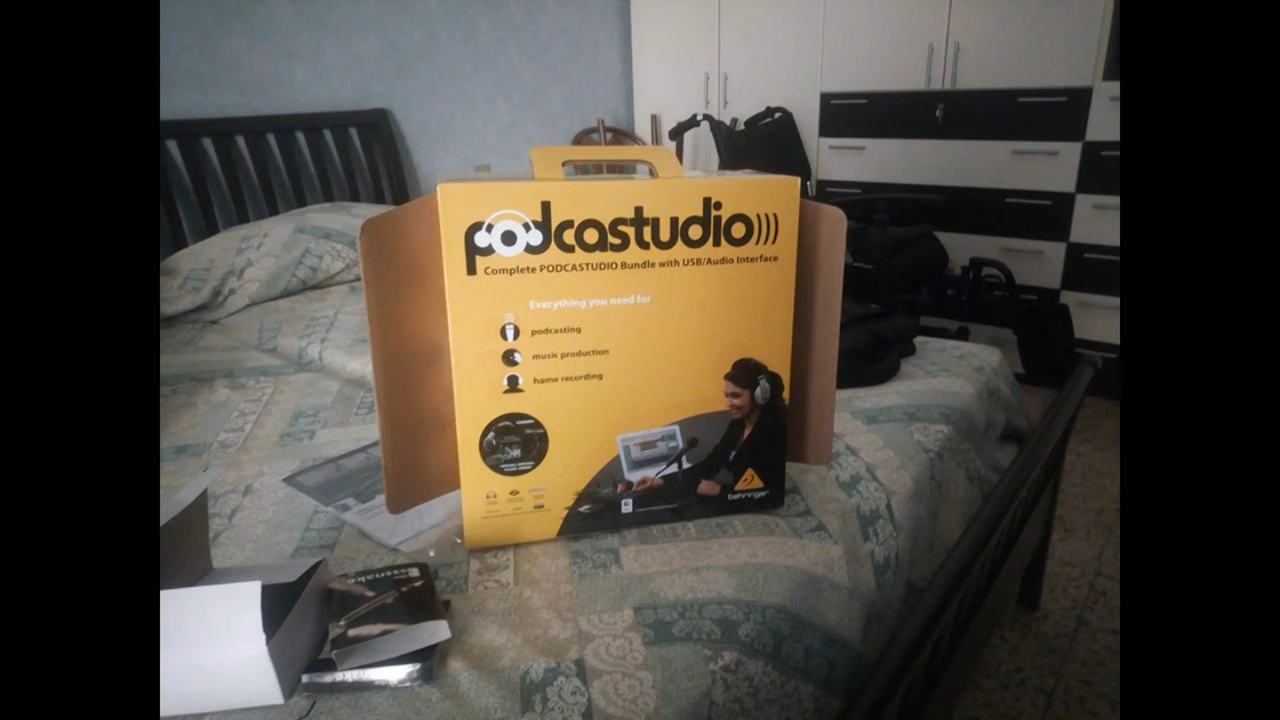 podcastudio)))
Complete PODCASTUDIO Bundle with USB/Audio Interface
Everything you need for
podcasting
music production
home recording
behringer